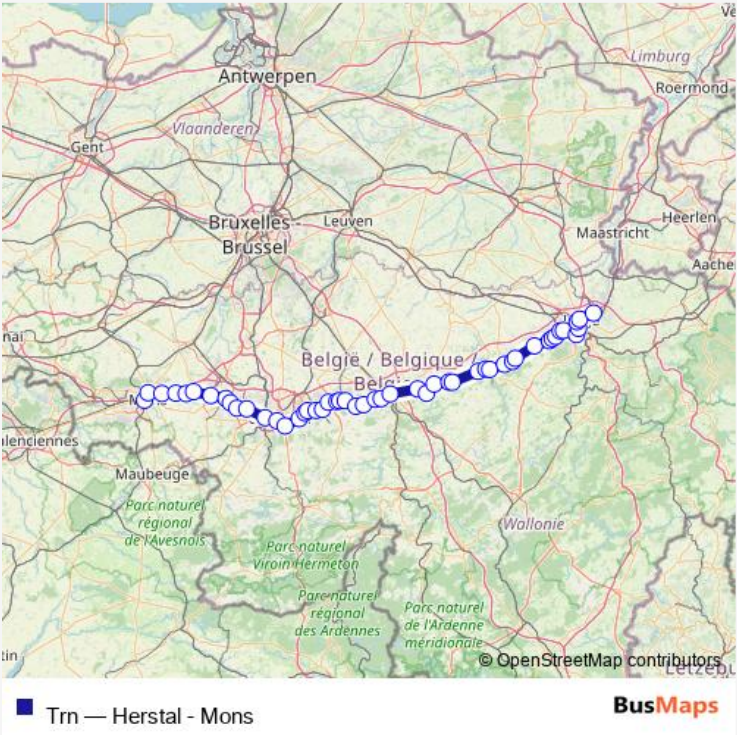 Ve
Limburg
Antwerpen
Roermond
Vlaanderen
Gent
Bruxelles -
Brussel
Leuven
Maastricht
Heerlen
Aache
nai
België / Belgique /
Belgi
M
lenciennes
Maubeuge
Parc naturel
régional
de l'Avesnois
Wallonie
Parc naturel
Viroin Hermeton
Parc naturel
régional
des Ardennes
Parc naturel
de l'Ardenne
méridionale
tin
© OpenStreetMap contributors
Lëtzebu
Trn — Herstal - Mons
BusMaps